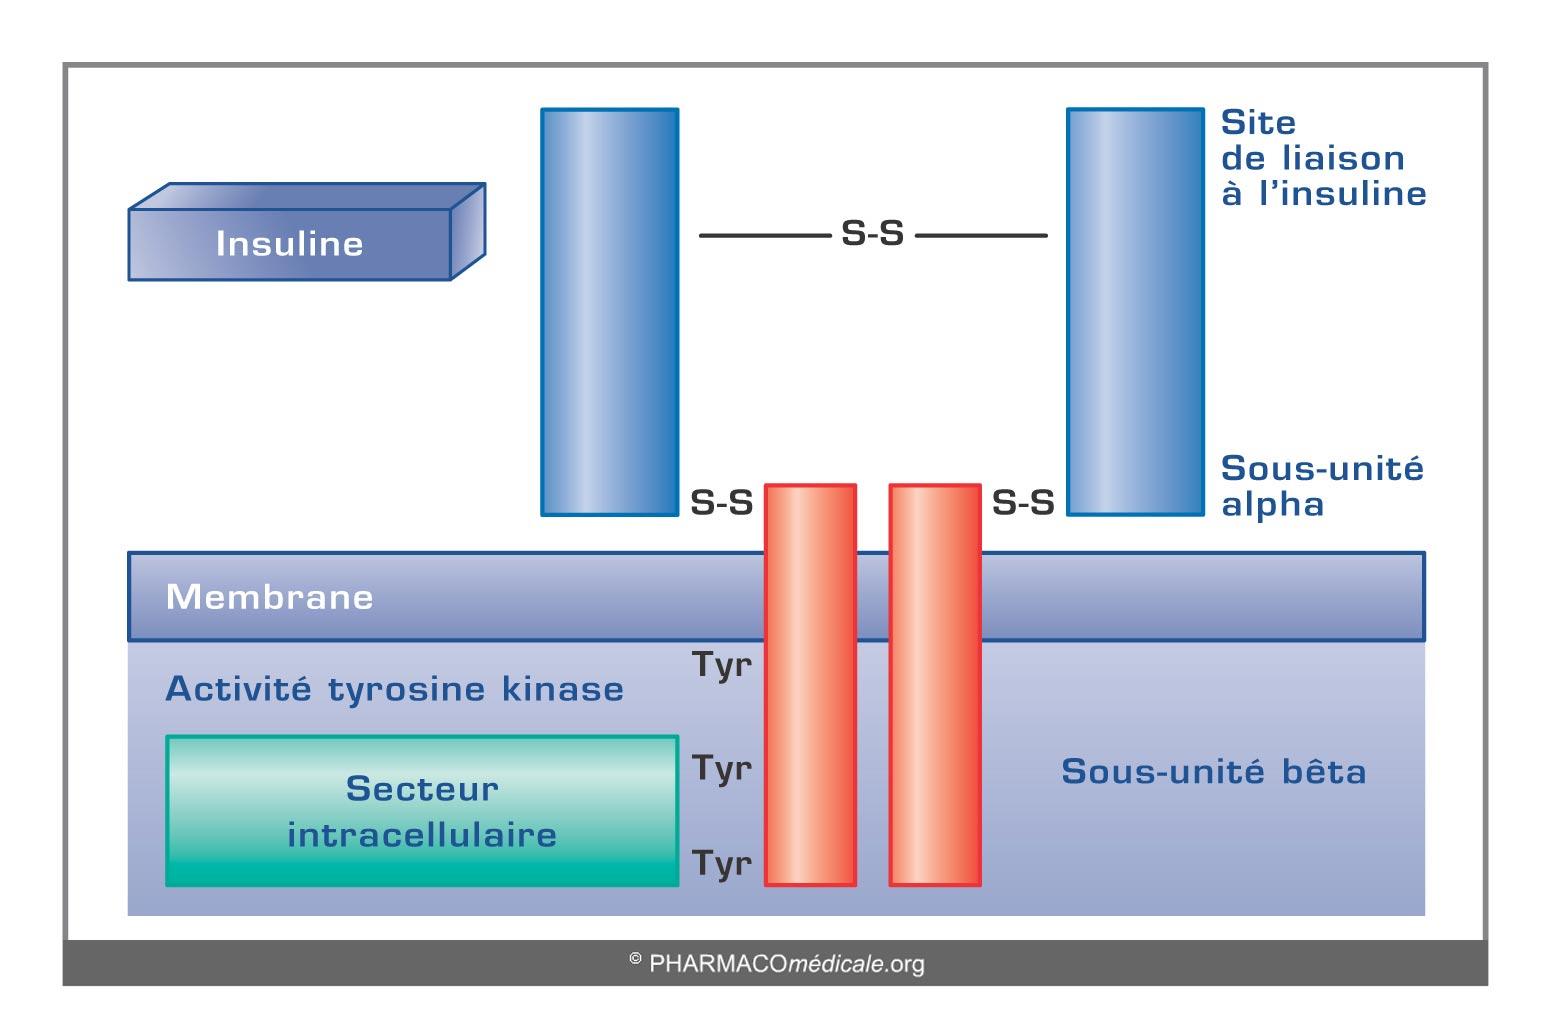 Site
de liaison
à l'insuline
Insuline
S-S
Sous-unité
alpha
S-S
S-S
Membrane
Tyr
Activité tyrosine kinase
Tyr
Sous-unité bêta
Secteur
intracellulaire
Tyr
© PHARMACOmédicale.org